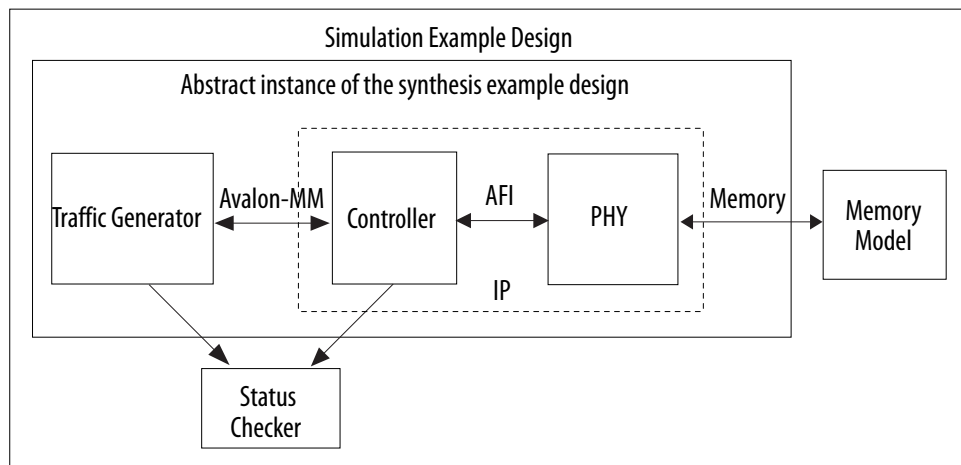 Simulation Example Design
Abstract instance of the synthesis example design
Traffic Generator
Avalon-MM
Controller
AFI
PHY
Memory
Memory
Model
IP
Status
Checker